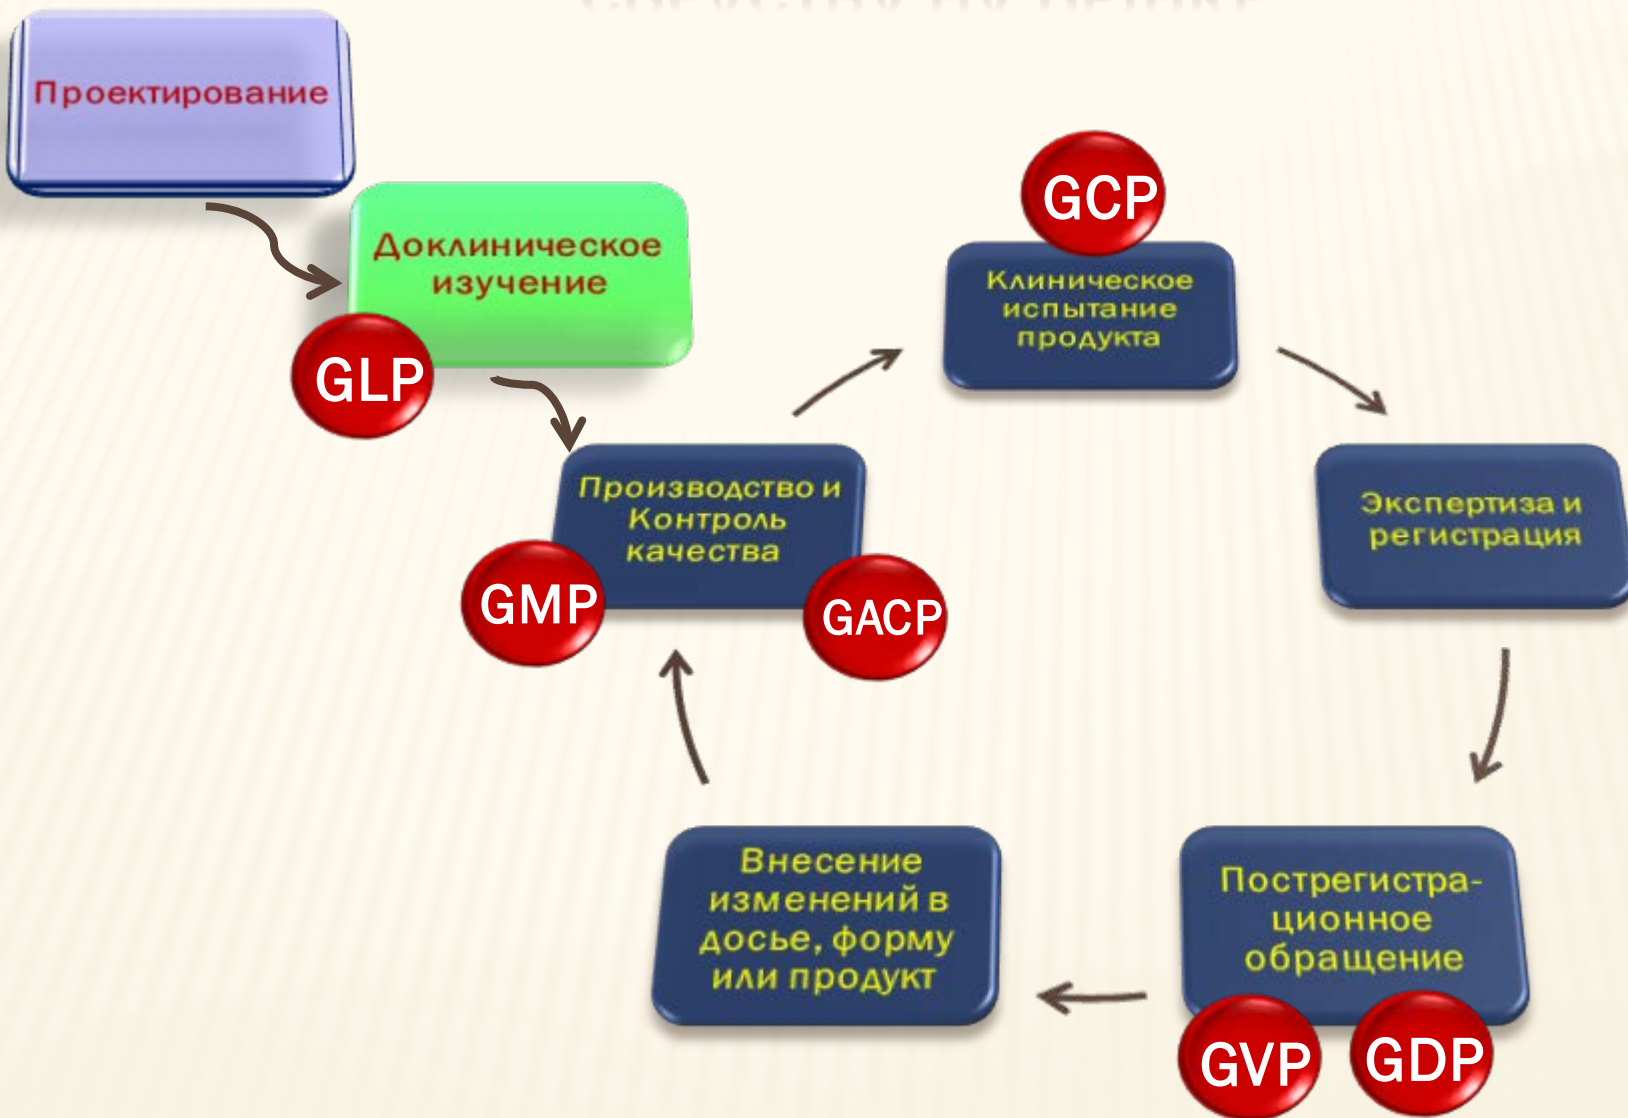 Проектирование
Доклиническое
изучение
GLP
Производство и
Контроль
качества
GMP
GACP
GCP
Клиническое
испытание
продукта
Экспертиза и
регистрация
Пострегистра-
ционное
обращение
GVP
GDP
Внесение
изменений в
досье, форму
или продукт